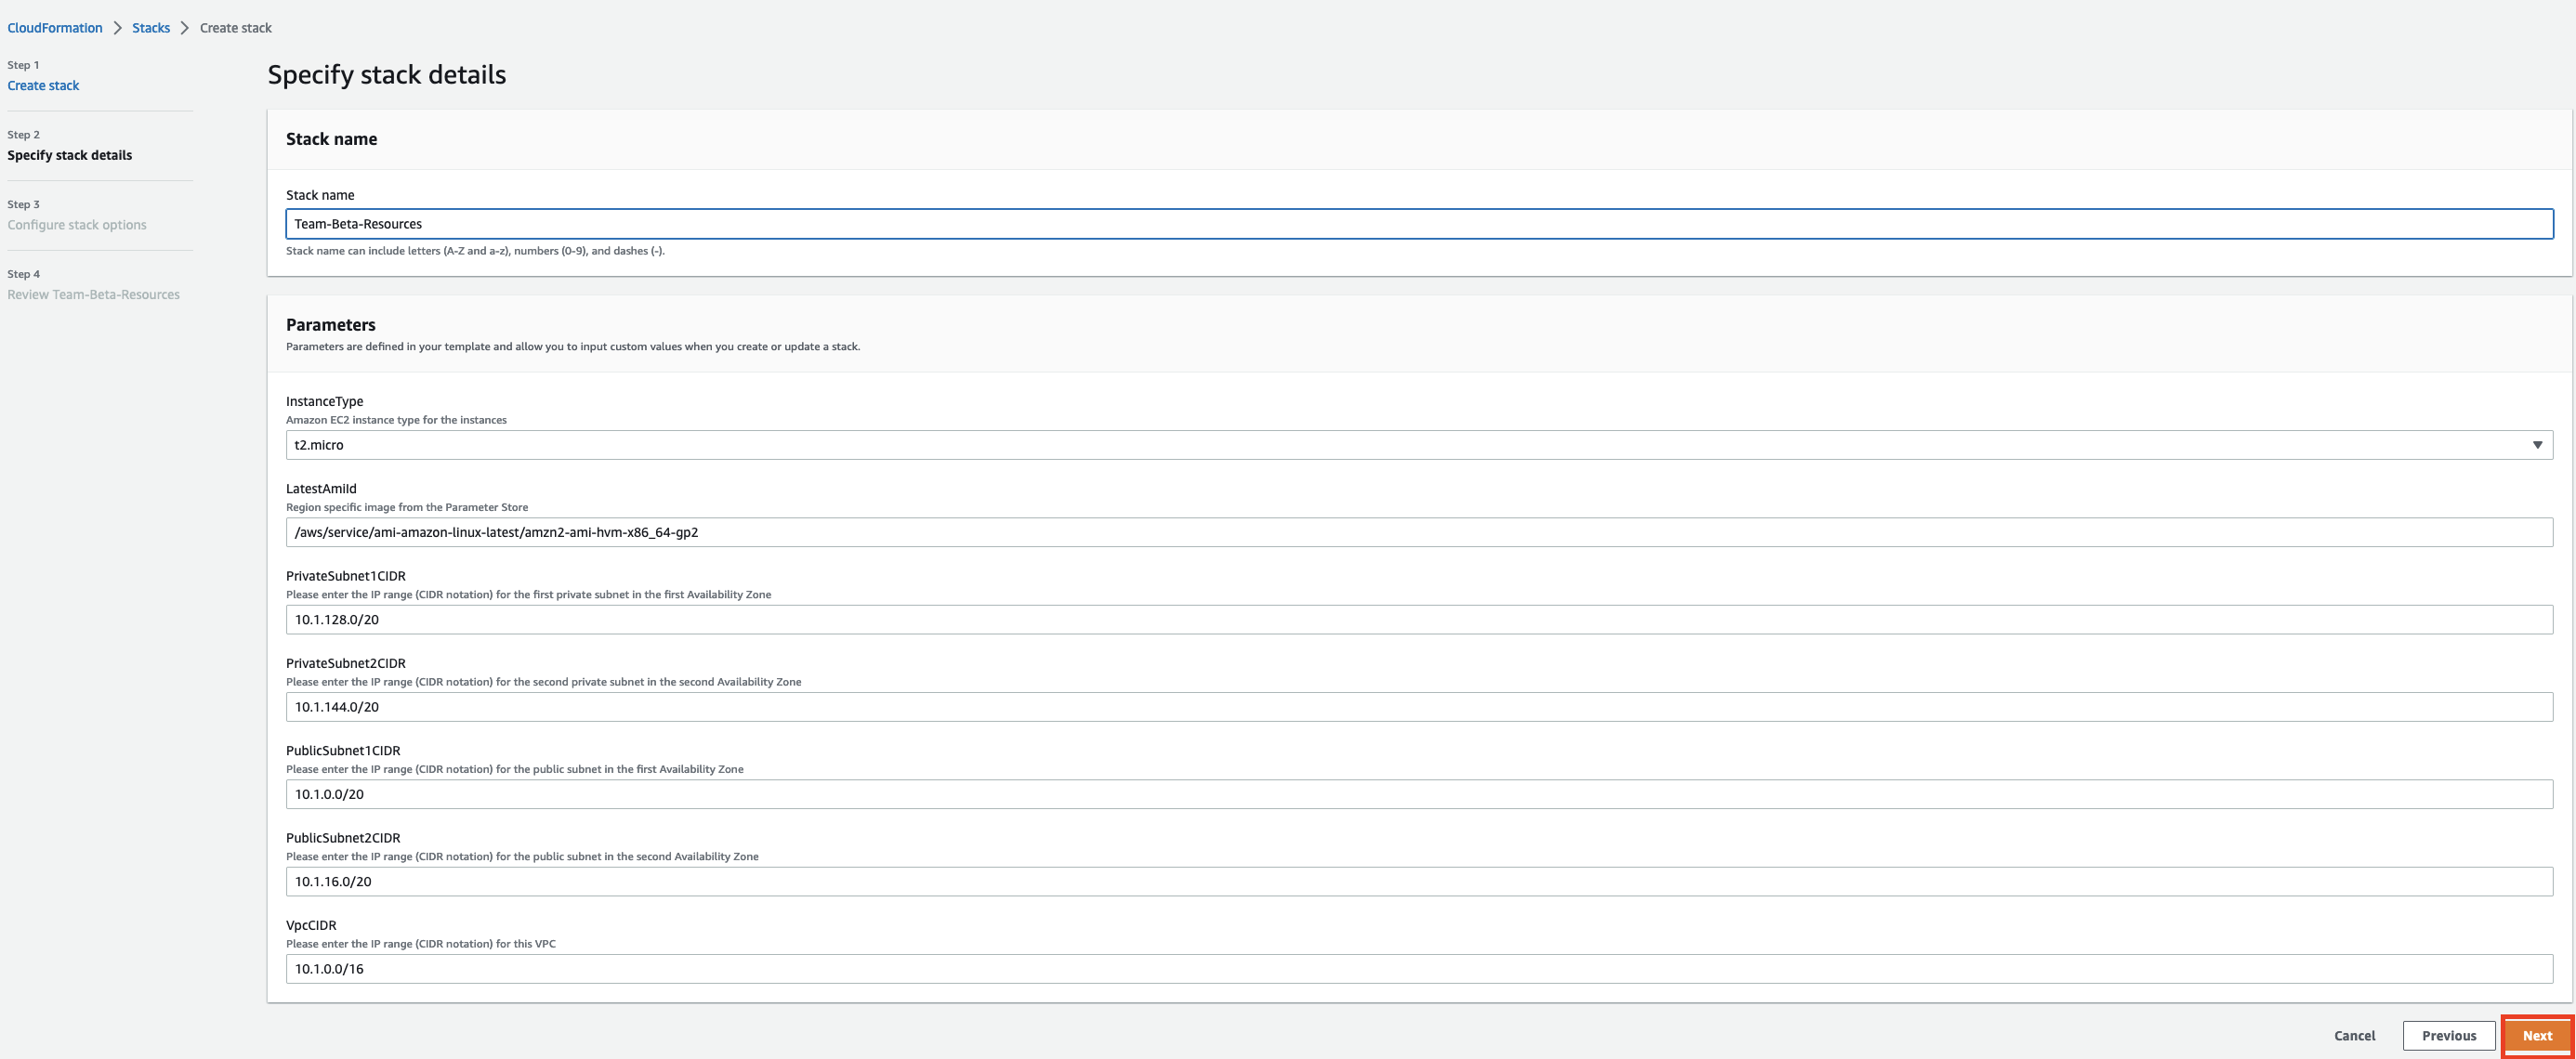 CloudFormation > Stacks > Create stack
Step 1
Create stack
Step 2
Specify stack details
Step 3
Configure stack options
Step 4
Review Team-Beta-Resources
Specify stack details
Stack name
Stack name
Team-Beta-Resources
Stack name can include letters (A-Z and a-z), numbers (0-9), and dashes (-).
Parameters
Parameters are defined in your template and allow you to input custom values when you create or update a stack.
InstanceType
Amazon EC2 instance type for the instances
t2.micro
LatestAmiId
Region specific image from the Parameter Store
/aws/service/ami-amazon-linux-latest/amzn2-ami-hvm-x86_64-gp2
PrivateSubnet1CIDR
Please enter the IP range (CIDR notation) for the first private subnet in the first Availability Zone
10.1.128.0/20
PrivateSubnet2CIDR
Please enter the IP range (CIDR notation) for the second private subnet in the second Availability Zone
10.1.144.0/20
PublicSubnet1CIDR
Please enter the IP range (CIDR notation) for the public subnet in the first Availability Zone
10.1.0.0/20
PublicSubnet2CIDR
Please enter the IP range (CIDR notation) for the public subnet in the second Availability Zone
10.1.16.0/20
VpcCIDR
Please enter the IP range (CIDR notation) for this VPC
10.1.0.0/16
Cancel Previous Next